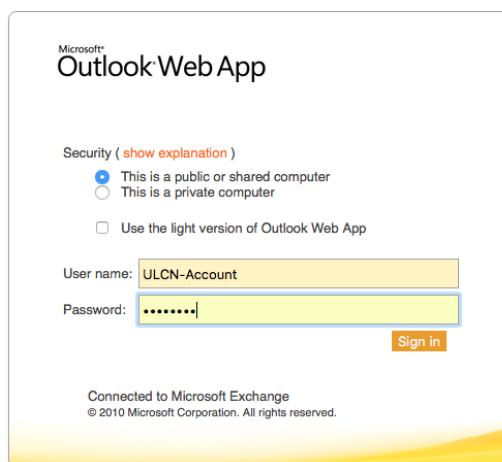 Microsoft®
Outlook Web App
Security ( show explanation )
This is a public or shared computer
This is a private computer
Use the light version of Outlook Web App
User name: ULCN-Account
Password: ••••••••
Sign in
Connected to Microsoft Exchange
© 2010 Microsoft Corporation. All rights reserved.